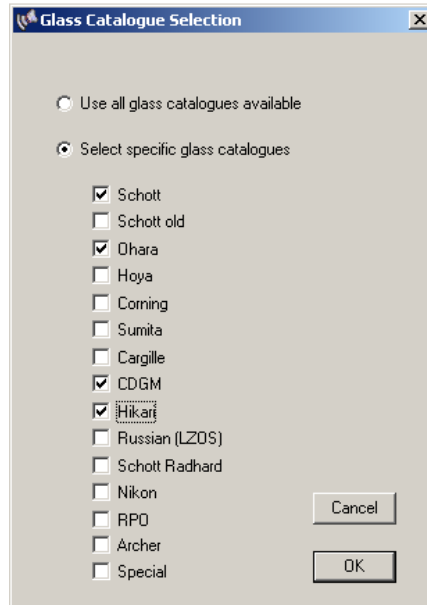 Glass Catalogue Selection
Use all glass catalogues available
Select specific glass catalogues
Schott
Schott old
Ohara
Hoya
Corning
Sumita
Cargille
CDGM
Hikari
Russian (LZOS)
Schott Radhard
Nikon
RPO
Archer
Special
Cancel
OK